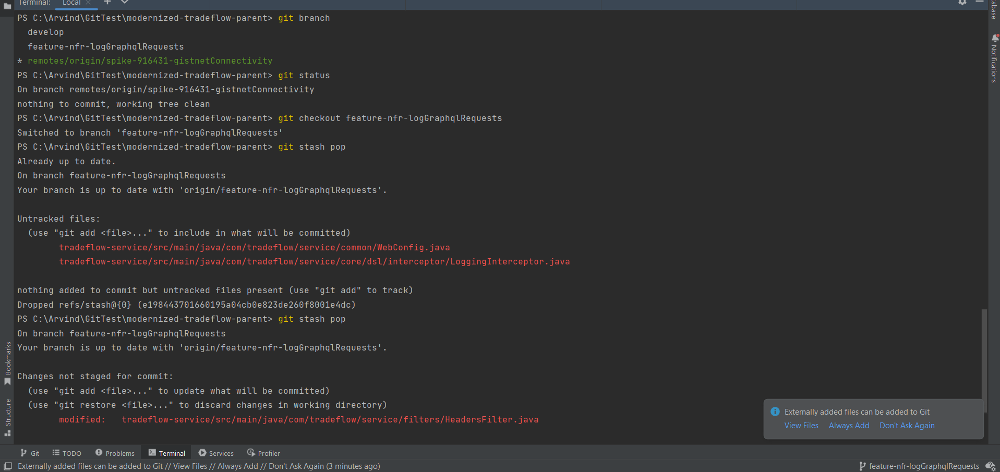 Terminal:
Local
PS C:\Arvind\GitTest\modernized-tradeflow-parent> git branch
  develop
  feature-nfr-logGraphqlRequests
* remotes/origin/spike-916431-gistnetConnectivity
PS C:\Arvind\GitTest\modernized-tradeflow-parent> git status
On branch remotes/origin/spike-916431-gistnetConnectivity
nothing to commit, working tree clean
PS C:\Arvind\GitTest\modernized-tradeflow-parent> git checkout feature-nfr-logGraphqlRequests
Switched to branch 'feature-nfr-logGraphqlRequests'
PS C:\Arvind\GitTest\modernized-tradeflow-parent> git stash pop
Already up to date.
On branch feature-nfr-logGraphqlRequests
Your branch is up to date with 'origin/feature-nfr-logGraphqlRequests'.
Untracked files:
  (use "git add <file>..." to include in what will be committed)
        tradeflow-service/src/main/java/com/tradeflow/service/common/WebConfig.java
        tradeflow-service/src/main/java/com/tradeflow/service/core/dsl/interceptor/LoggingInterceptor.java
nothing added to commit but untracked files present (use "git add" to track)
Dropped refs/stash@{0} (e198443701660195a04cb0e823de260f8001e4dc)
PS C:\Arvind\GitTest\modernized-tradeflow-parent> git stash pop
On branch feature-nfr-logGraphqlRequests
Your branch is up to date with 'origin/feature-nfr-logGraphqlRequests'.
Changes not staged for commit:
  (use "git add <file>..." to update what will be committed)
  (use "git restore <file>..." to discard changes in working directory)
        modified:   tradeflow-service/src/main/java/com/tradeflow/service/filters/HeadersFilter.java
Bookmarks
Structure
Notifications
Externally added files can be added to Git
View Files Always Add Don't Ask Again
Git TODO Problems Terminal Services Profiler
Externally added files can be added to Git // View Files // Always Add // Don't Ask Again (3 minutes ago)
feature-nfr-logGraphqlRequests